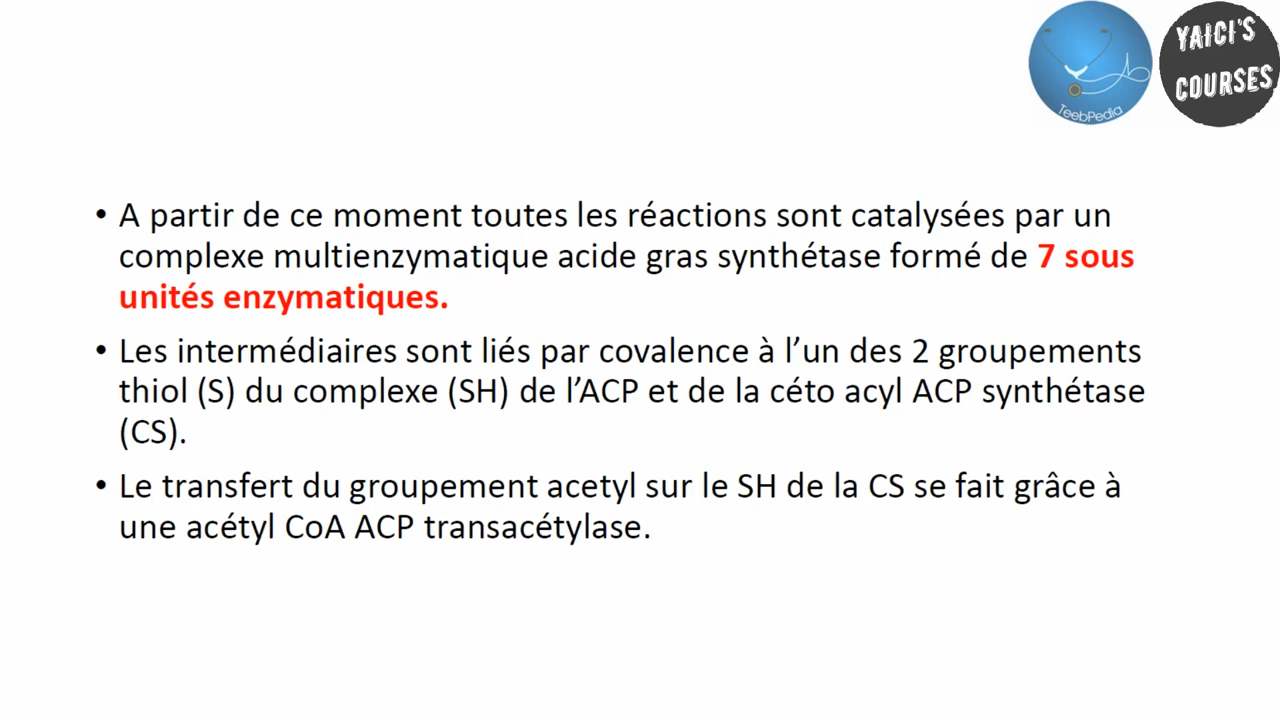 YAICI'S
COURSES
TeebPedia
• A partir de ce moment toutes les réactions sont catalysées par un
complexe multienzymatique acide gras synthétase formé de 7 sous
unités enzymatiques.
• Les intermédiaires sont liés par covalence à l’un des 2 groupements
thiol (S) du complexe (SH) de l’ACP et de la céto acyl ACP synthétase
(CS).
• Le transfert du groupement acetyl sur le SH de la CS se fait grâce à
une acétyl CoA ACP transacétylase.